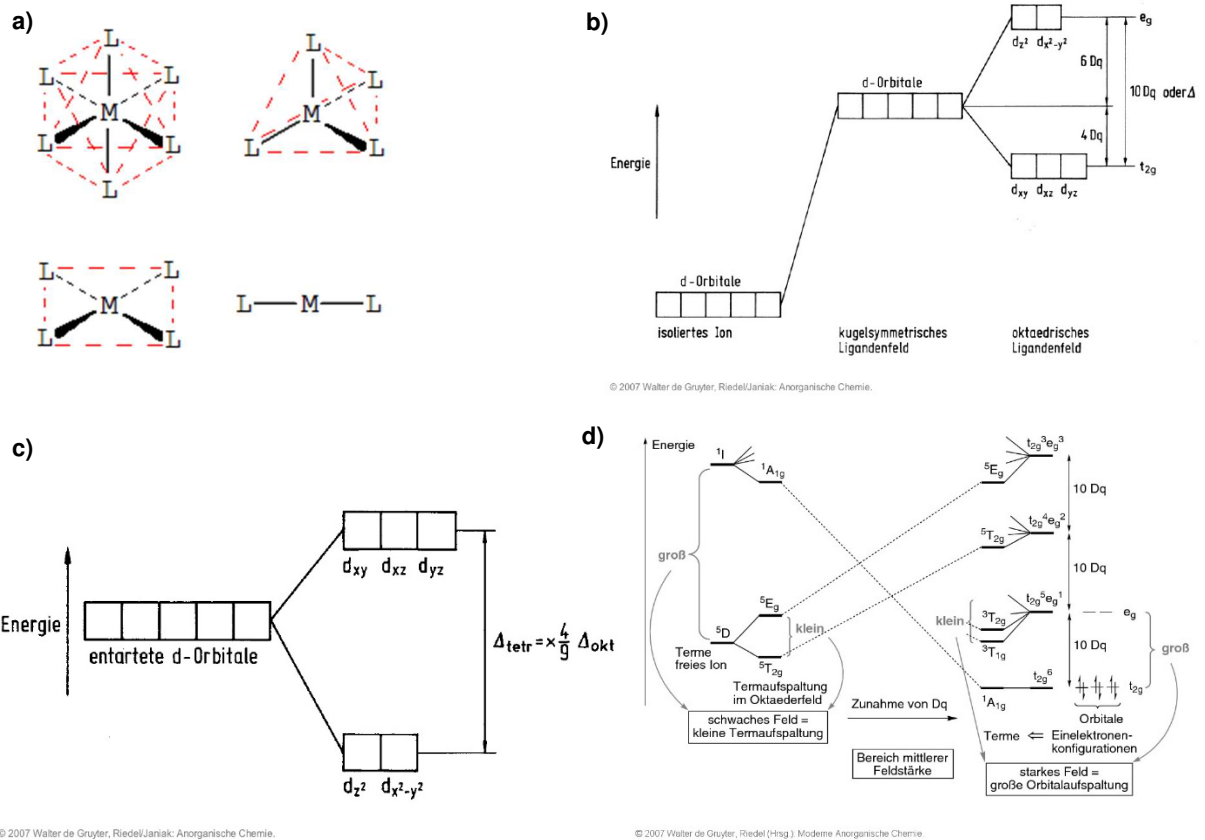 a)
L
L L
M
L L
L
L
L
M
L
L
L L
M
L L
L M L
b)
Energie
d-Orbitale
isoliertes Ion
d-Orbitale
kugelsymmetrisches
Ligandenfeld
eg
dz² dx²-y²
6 Dq
10 Dq oder Δ
4 Dq
t2g
dxy dxz dyz
oktaedrisches
Ligandenfeld
© 2007 Walter de Gruyter, Riedel/Janiak: Anorganische Chemie.
c)
Energie
entartete d-Orbitale
dxy dxz dyz
Δtetr = × 4/9 Δokt
dz² dx²-y²
© 2007 Walter de Gruyter, Riedel/Janiak: Anorganische Chemie.
d)
Energie
¹I
¹A1g
groß
⁵Eg
⁵D
klein
Terme
freies Ion
⁵T2g
Termaufspaltung
im Oktaederfeld
schwaches Feld =
kleine Termaufspaltung
Zunahme von Dq
Bereich mittlerer
Feldstärke
t2g³eg³
⁵Eg
10 Dq
t2g⁴eg²
⁵T2g
10 Dq
t2g⁵eg¹
klein
³T2g
³T1g
eg
10 Dq
groß
t2g⁶
¹A1g
t2g
Orbitale
Terme ⇐ Einelektronen-
konfigurationen
starkes Feld =
große Orbitalaufspaltung
© 2007 Walter de Gruyter, Riedel (Hrsg.): Moderne Anorganische Chemie